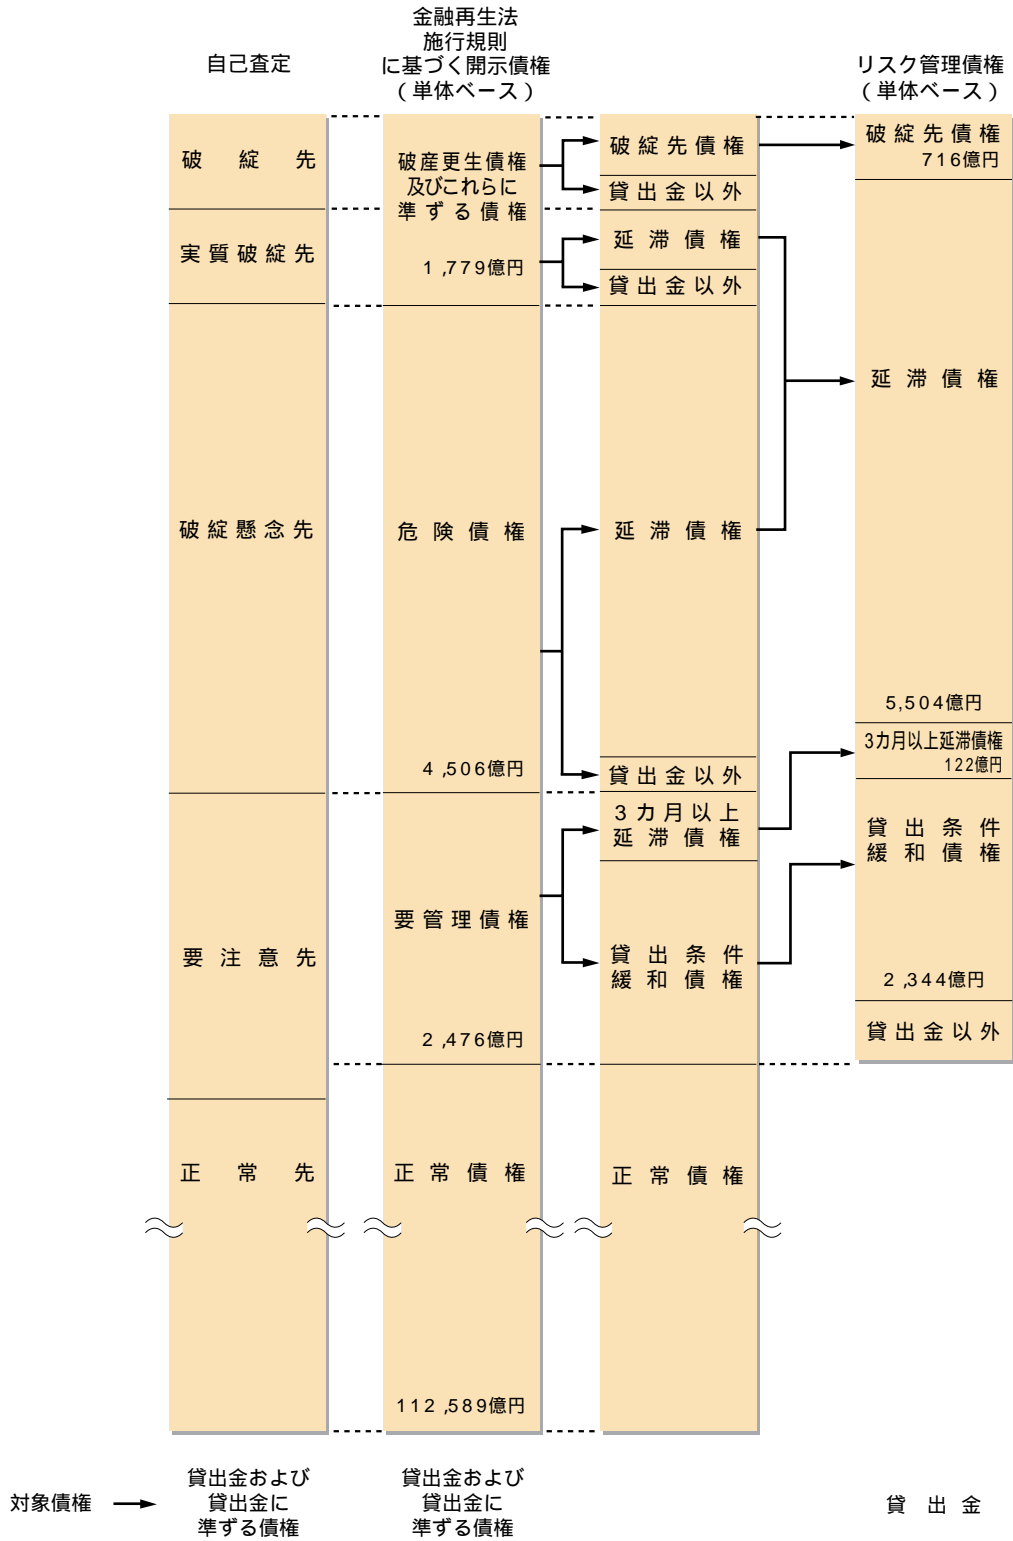 自己査定
金融再生法
施行規則
に基づく開示債権
(単体ベース)
リスク管理債権
(単体ベース)
破綻先
実質破綻先
破綻懸念先
要注意先
正常先
破産更生債権
及びこれらに
準ずる債権
1,779億円
危険債権
4,506億円
要管理債権
2,476億円
正常債権
112,589億円
破綻先債権
貸出金以外
延滞債権
貸出金以外
延滞債権
貸出金以外
3カ月以上
延滞債権
貸出条件
緩和債権
正常債権
破綻先債権
716億円
延滞債権
5,504億円
3カ月以上延滞債権
122億円
貸出条件
緩和債権
2,344億円
貸出金以外
対象債権
貸出金および
貸出金に
準ずる債権
貸出金および
貸出金に
準ずる債権
貸出金